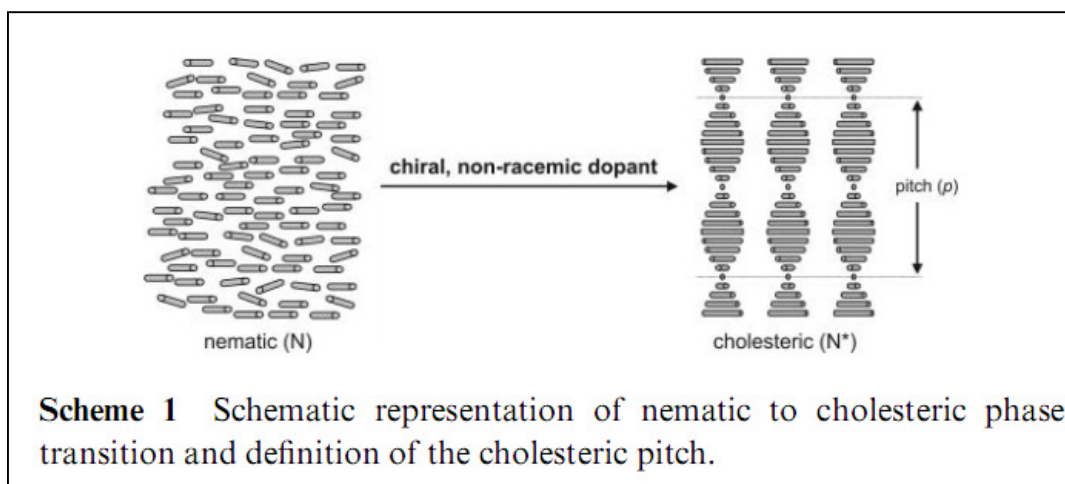 chiral, non-racemic dopant
pitch (p)
nematic (N)
cholesteric (N*)
Scheme 1 Schematic representation of nematic to cholesteric phase
transition and definition of the cholesteric pitch.